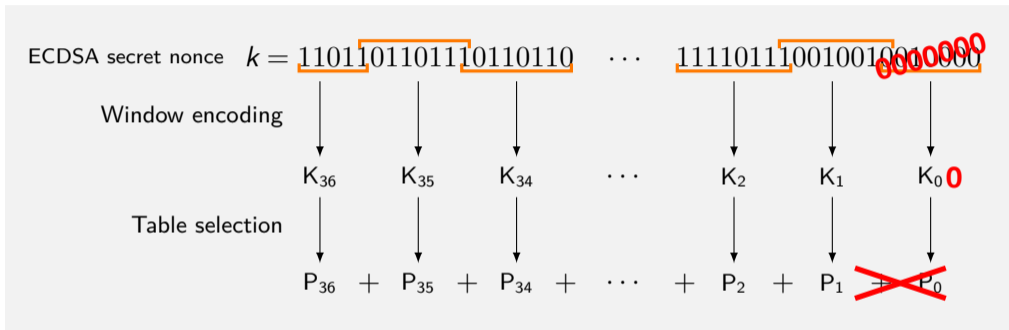 ECDSA secret nonce k = 1101101101110110110 ··· 111101110010010 0000000
Window encoding
K36 K35 K34 ··· K2 K1 K0 0
Table selection
P36 + P35 + P34 + ··· + P2 + P1 + P0